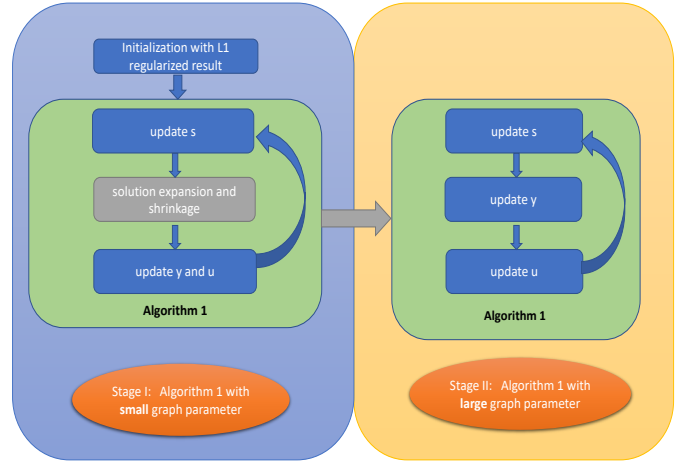 Initialization with L1
regularized result
update s
solution expansion and
shrinkage
update y and u
Algorithm 1
Stage I: Algorithm 1 with
small graph parameter
update s
update y
update u
Algorithm 1
Stage II: Algorithm 1 with
large graph parameter